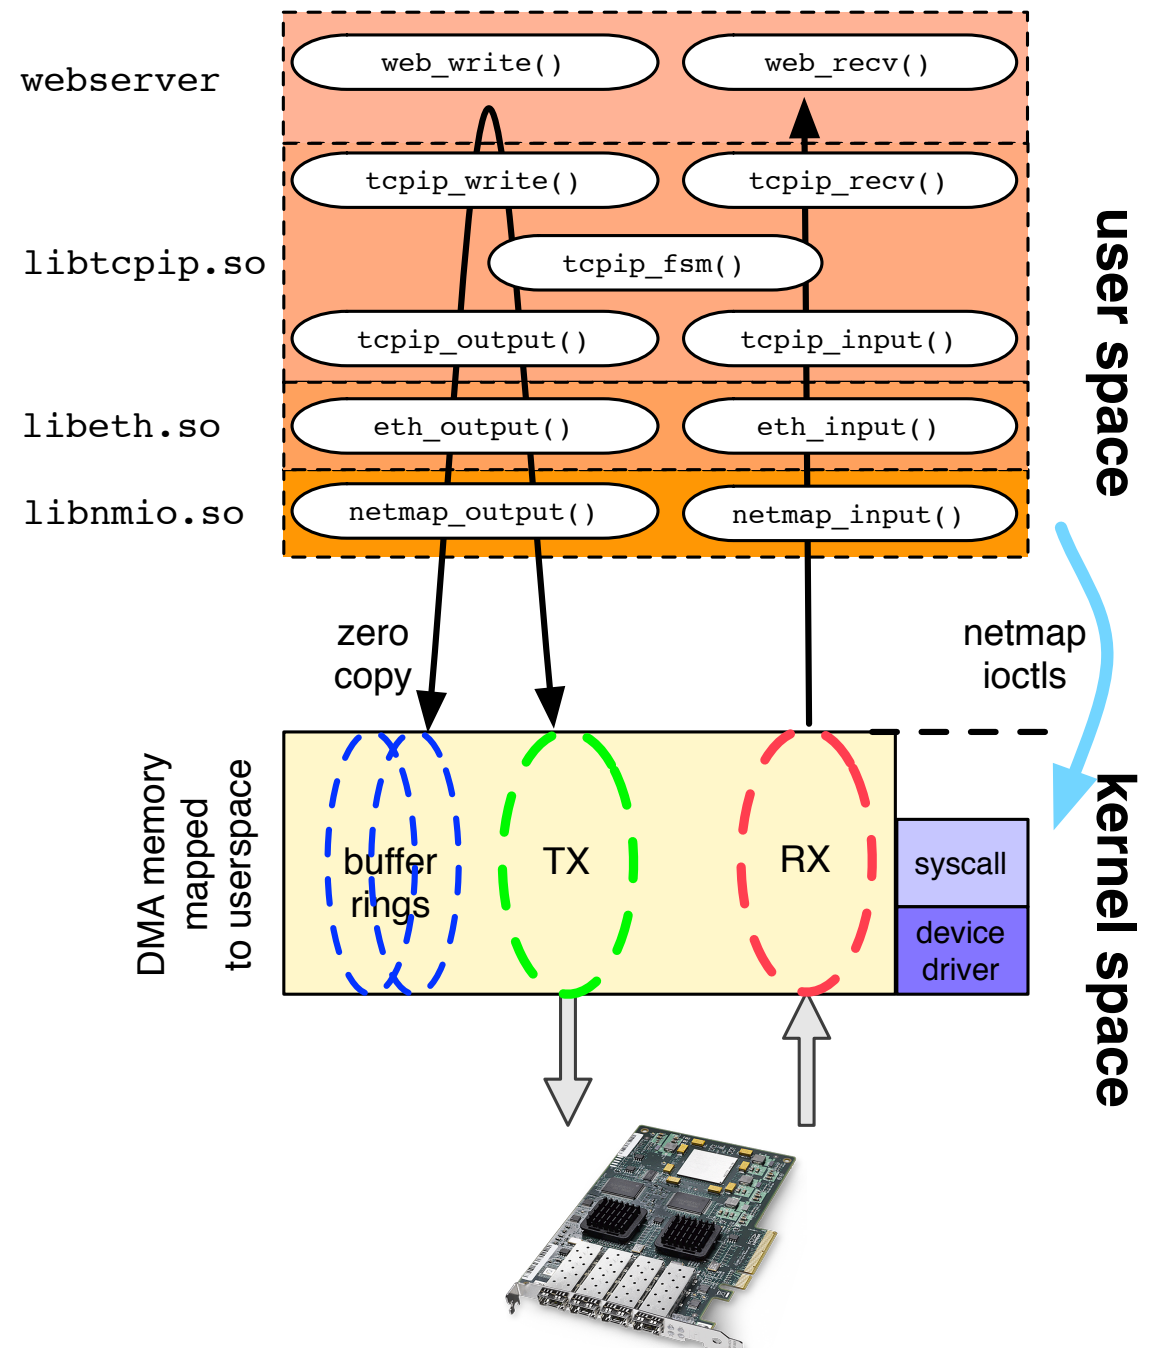 webserver
web_write()
web_recv()
tcpip_write()
tcpip_recv()
libtcpip.so
tcpip_fsm()
tcpip_output()
tcpip_input()
libeth.so
eth_output()
eth_input()
libnmio.so
netmap_output()
netmap_input()
user space
zero
copy
netmap
ioctls
DMA memory
mapped
to userspace
buffer
rings
TX
RX
syscall
device
driver
kernel space